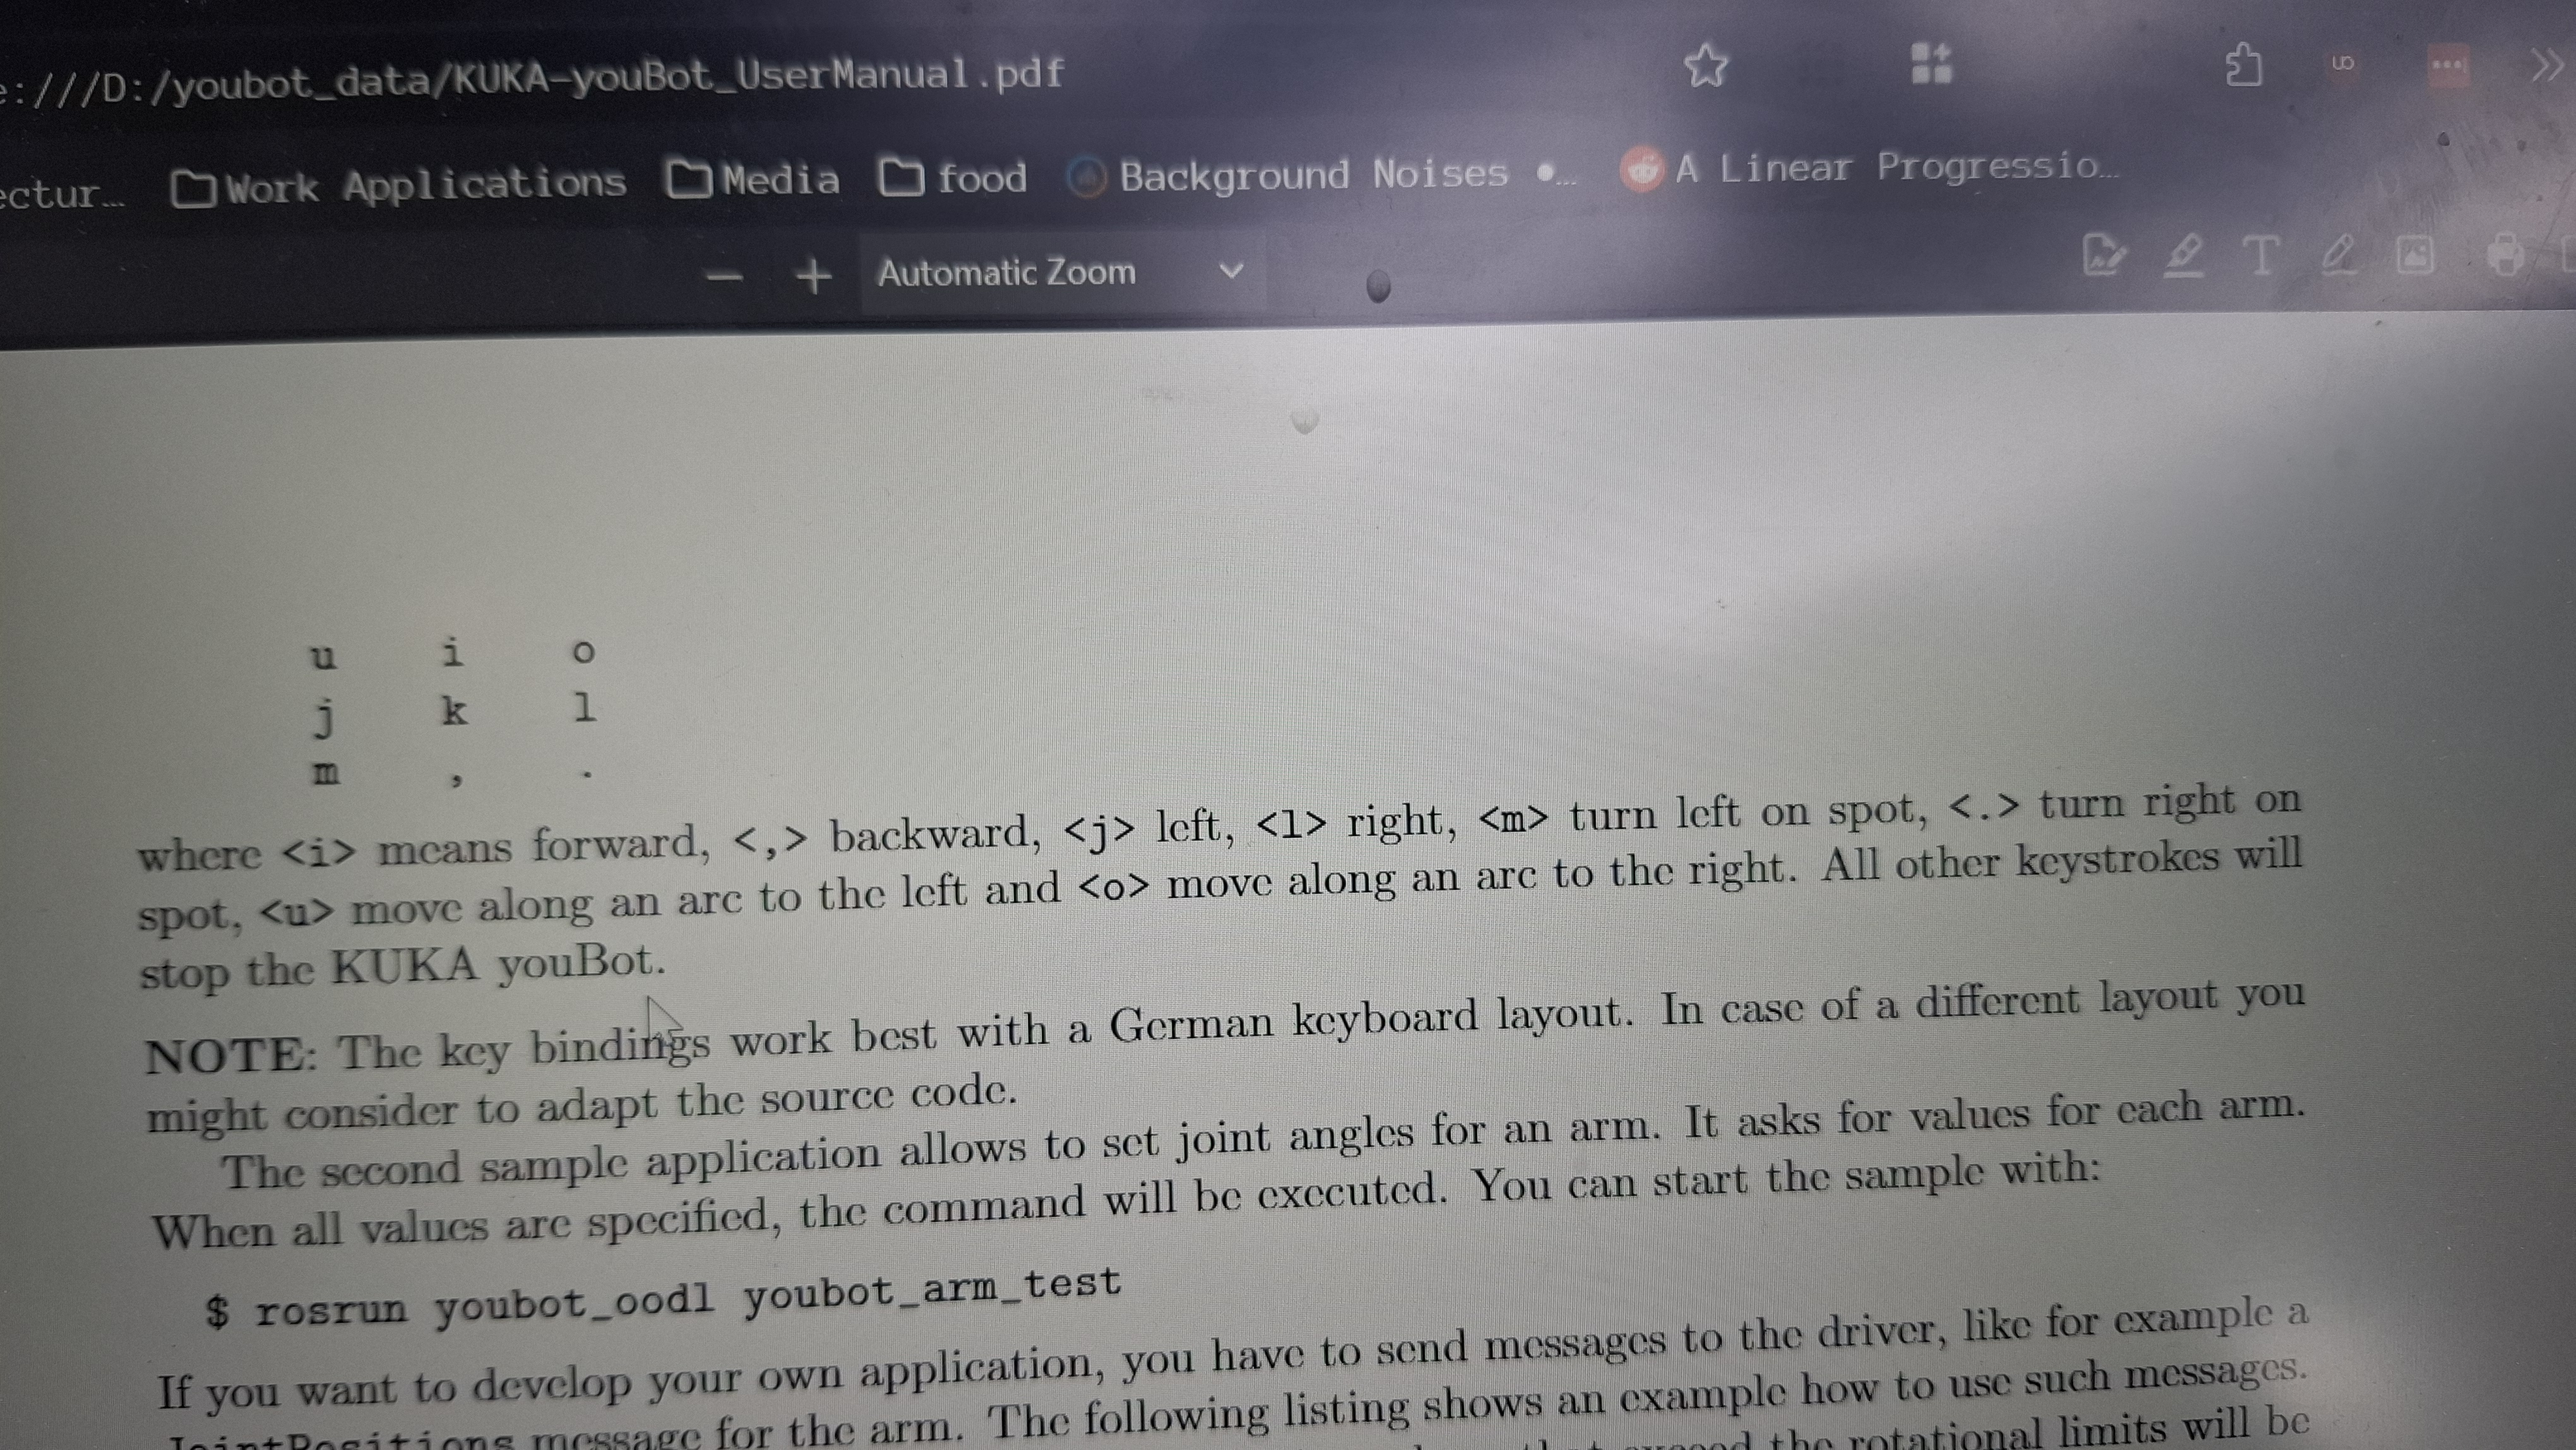 e:///D:/youbot_data/KUKA-youBot_UserManual.pdf
ectur… Work Applications Media food Background Noises •… A Linear Progressio…
− + Automatic Zoom
u i o
j k l
m , .
where <i> means forward, <,> backward, <j> left, <l> right, <m> turn left on spot, <.> turn right on
spot, <u> move along an arc to the left and <o> move along an arc to the right. All other keystrokes will
stop the KUKA youBot.
NOTE: The key bindings work best with a German keyboard layout. In case of a different layout you
might consider to adapt the source code.
The second sample application allows to set joint angles for an arm. It asks for values for each arm.
When all values are specified, the command will be executed. You can start the sample with:
$ rosrun youbot_oodl youbot_arm_test
If you want to develop your own application, you have to send messages to the driver, like for example a
JointPositions message for the arm. The following listing shows an example how to use such messages.
the rotational limits will be